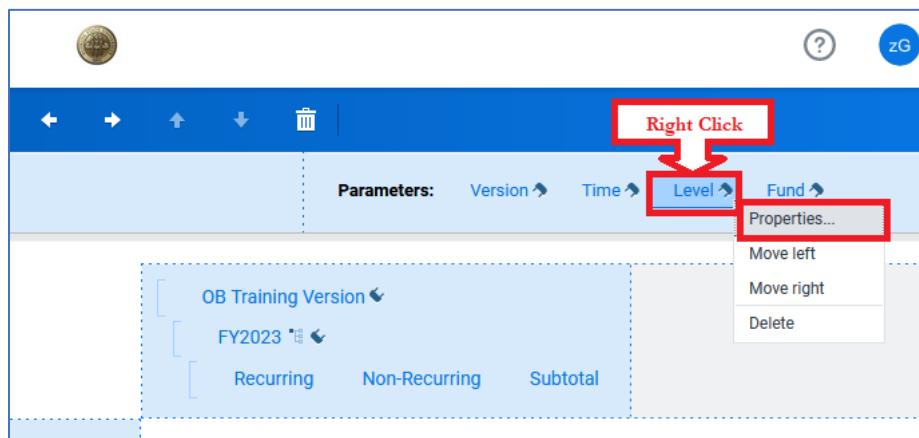 ?
zG
Right Click
Parameters: Version Time Level Fund
Properties...
Move left
Move right
Delete
OB Training Version
FY2023
Recurring Non-Recurring Subtotal